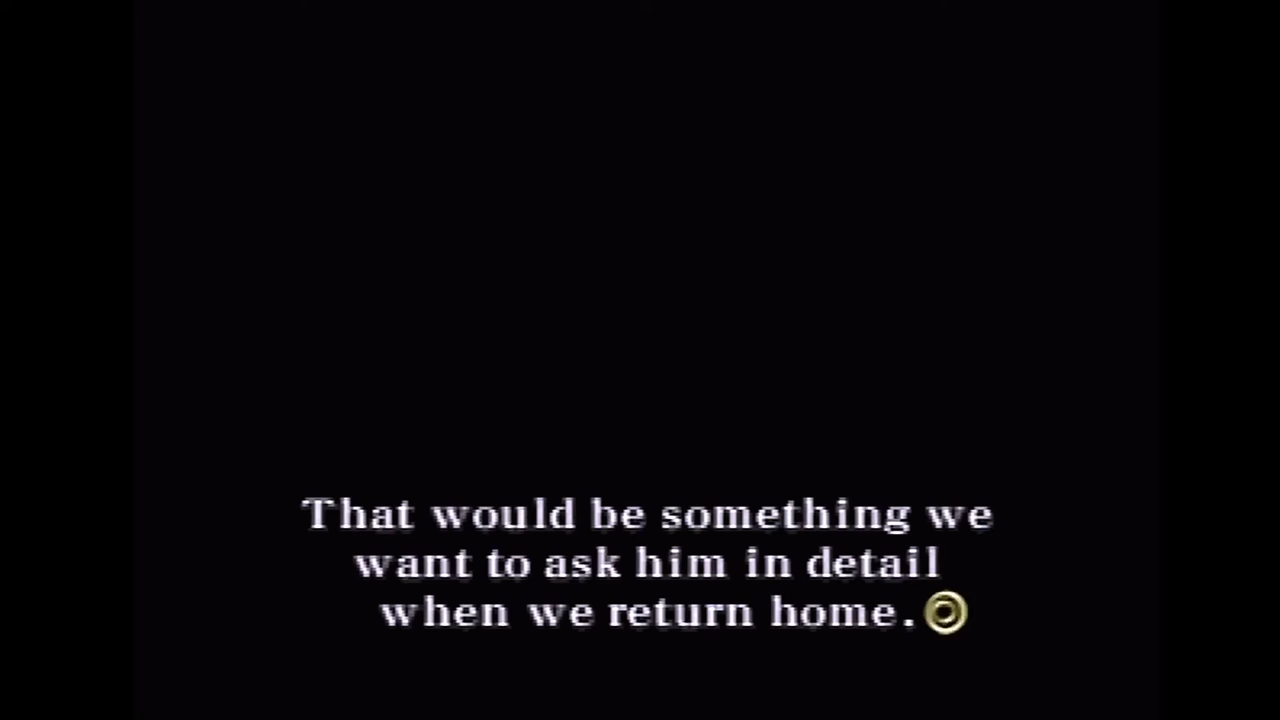 That would be something we
want to ask him in detail
when we return home.